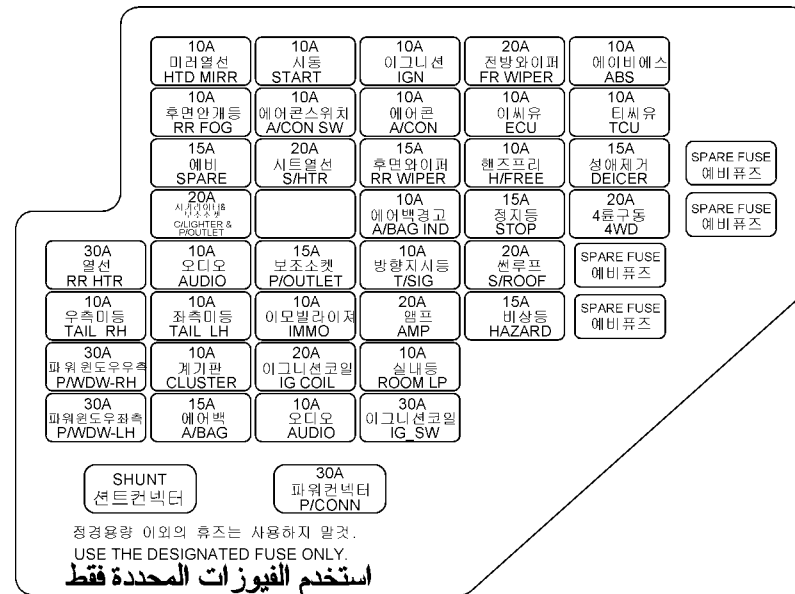 10A
미러열선
HTD MIRR
10A
시동
START
10A
이그니션
IGN
20A
전방와이퍼
FR WIPER
10A
에이비에스
ABS
10A
후면안개등
RR FOG
10A
에어콘스위치
A/CON SW
10A
에어콘
A/CON
10A
이씨유
ECU
10A
티씨유
TCU
15A
예비
SPARE
20A
시트열선
S/HTR
15A
후면와이퍼
RR WIPER
10A
핸즈프리
H/FREE
15A
성애제거
DEICER
SPARE FUSE
예비퓨즈
20A
시가라이터&
보조소켓
C/LIGHTER &
P/OUTLET
10A
에어백경고
A/BAG IND
15A
정지등
STOP
20A
4륜구동
4WD
SPARE FUSE
예비퓨즈
30A
열선
RR HTR
10A
오디오
AUDIO
15A
보조소켓
P/OUTLET
10A
방향지시등
T/SIG
20A
썬루프
S/ROOF
SPARE FUSE
예비퓨즈
10A
우측미등
TAIL RH
10A
좌측미등
TAIL LH
10A
이모빌라이져
IMMO
20A
앰프
AMP
15A
비상등
HAZARD
SPARE FUSE
예비퓨즈
30A
파워윈도우우측
P/WDW-RH
10A
계기판
CLUSTER
20A
이그니션코일
IG COIL
10A
실내등
ROOM LP
30A
파워윈도우좌측
P/WDW-LH
15A
에어백
A/BAG
10A
오디오
AUDIO
30A
이그니션코일
IG_SW
SHUNT
션트컨넥터
30A
파워컨넥터
P/CONN
정경용량 이외의 휴즈는 사용하지 말것.
USE THE DESIGNATED FUSE ONLY.
استخدم الفيوزات المحددة فقط